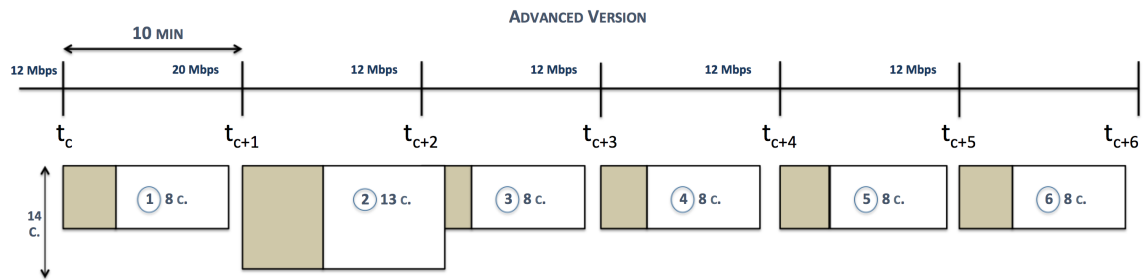 ADVANCED VERSION
10 MIN
12 Mbps 20 Mbps 12 Mbps 12 Mbps 12 Mbps 12 Mbps
tc tc+1 tc+2 tc+3 tc+4 tc+5 tc+6
1 8 C. 2 13 C. 3 8 C. 4 8 C. 5 8 C. 6 8 C.
14
C.